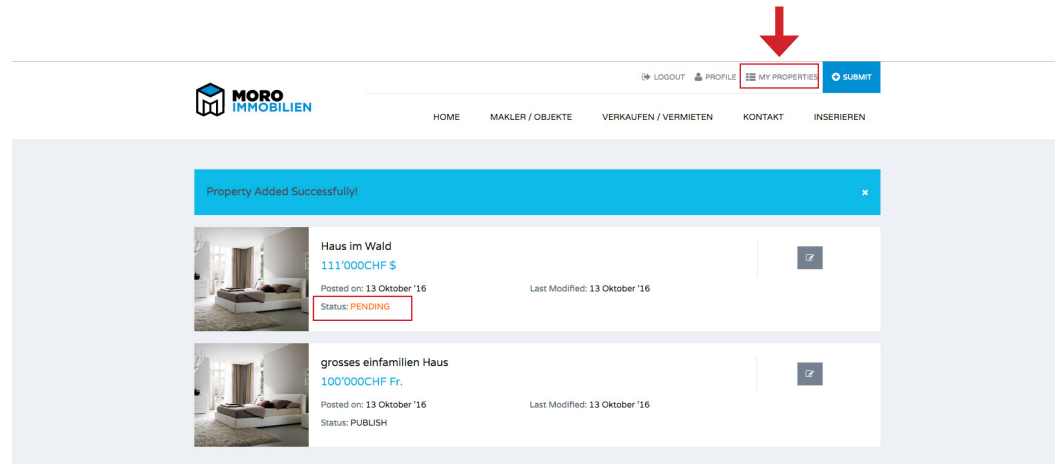 LOGOUT PROFILE MY PROPERTIES SUBMIT
MORO
IMMOBILIEN
HOME MAKLER / OBJEKTE VERKAUFEN / VERMIETEN KONTAKT INSERIEREN
Property Added Successfully!
Haus im Wald
111'000CHF $
Posted on: 13 Oktober '16 Last Modified: 13 Oktober '16
Status: PENDING
grosses einfamilien Haus
100'000CHF Fr.
Posted on: 13 Oktober '16 Last Modified: 13 Oktober '16
Status: PUBLISH